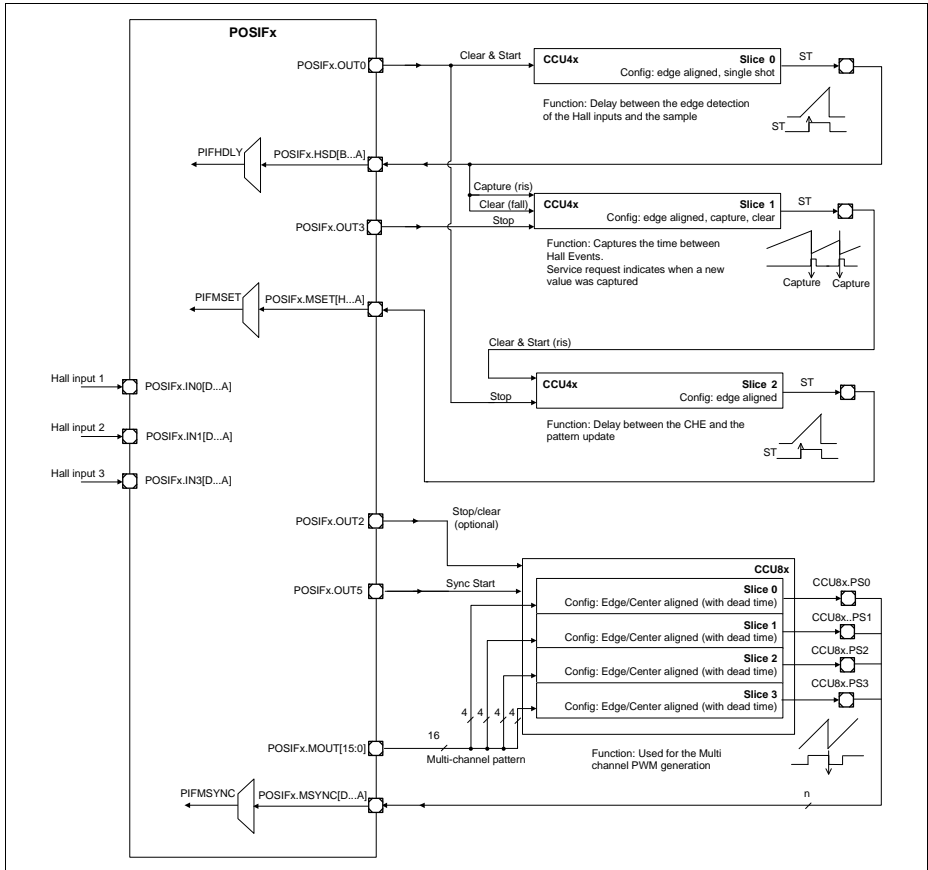 POSIFx
POSIFx.OUT0
Clear & Start
CCU4x
Slice 0
Config: edge aligned, single shot
ST
Function: Delay between the edge detection
of the Hall inputs and the sample
ST
PIFHDLY
POSIFx.HSD[B...A]
Capture (ris)
Clear (fall)
Stop
POSIFx.OUT3
CCU4x
Slice 1
Config: edge aligned, capture, clear
ST
Function: Captures the time between
Hall Events.
Service request indicates when a new
value was captured
Capture
Capture
PIFMSET
POSIFx.MSET[H...A]
Clear & Start (ris)
Stop
CCU4x
Slice 2
Config: edge aligned
ST
Function: Delay between the CHE and the
pattern update
ST
Hall input 1
POSIFx.IN0[D...A]
Hall input 2
POSIFx.IN1[D...A]
Hall input 3
POSIFx.IN3[D...A]
POSIFx.OUT2
Stop/clear
(optional)
POSIFx.OUT5
Sync Start
CCU8x
Slice 0
Config: Edge/Center aligned (with dead time)
Slice 1
Config: Edge/Center aligned (with dead time)
Slice 2
Config: Edge/Center aligned (with dead time)
Slice 3
Config: Edge/Center aligned (with dead time)
CCU8x.PS0
CCU8x..PS1
CCU8x.PS2
CCU8x.PS3
4 4 4 4
16
POSIFx.MOUT[15:0]
Multi-channel pattern
Function: Used for the Multi
channel PWM generation
PIFMSYNC
POSIFx.MSYNC[D...A]
n